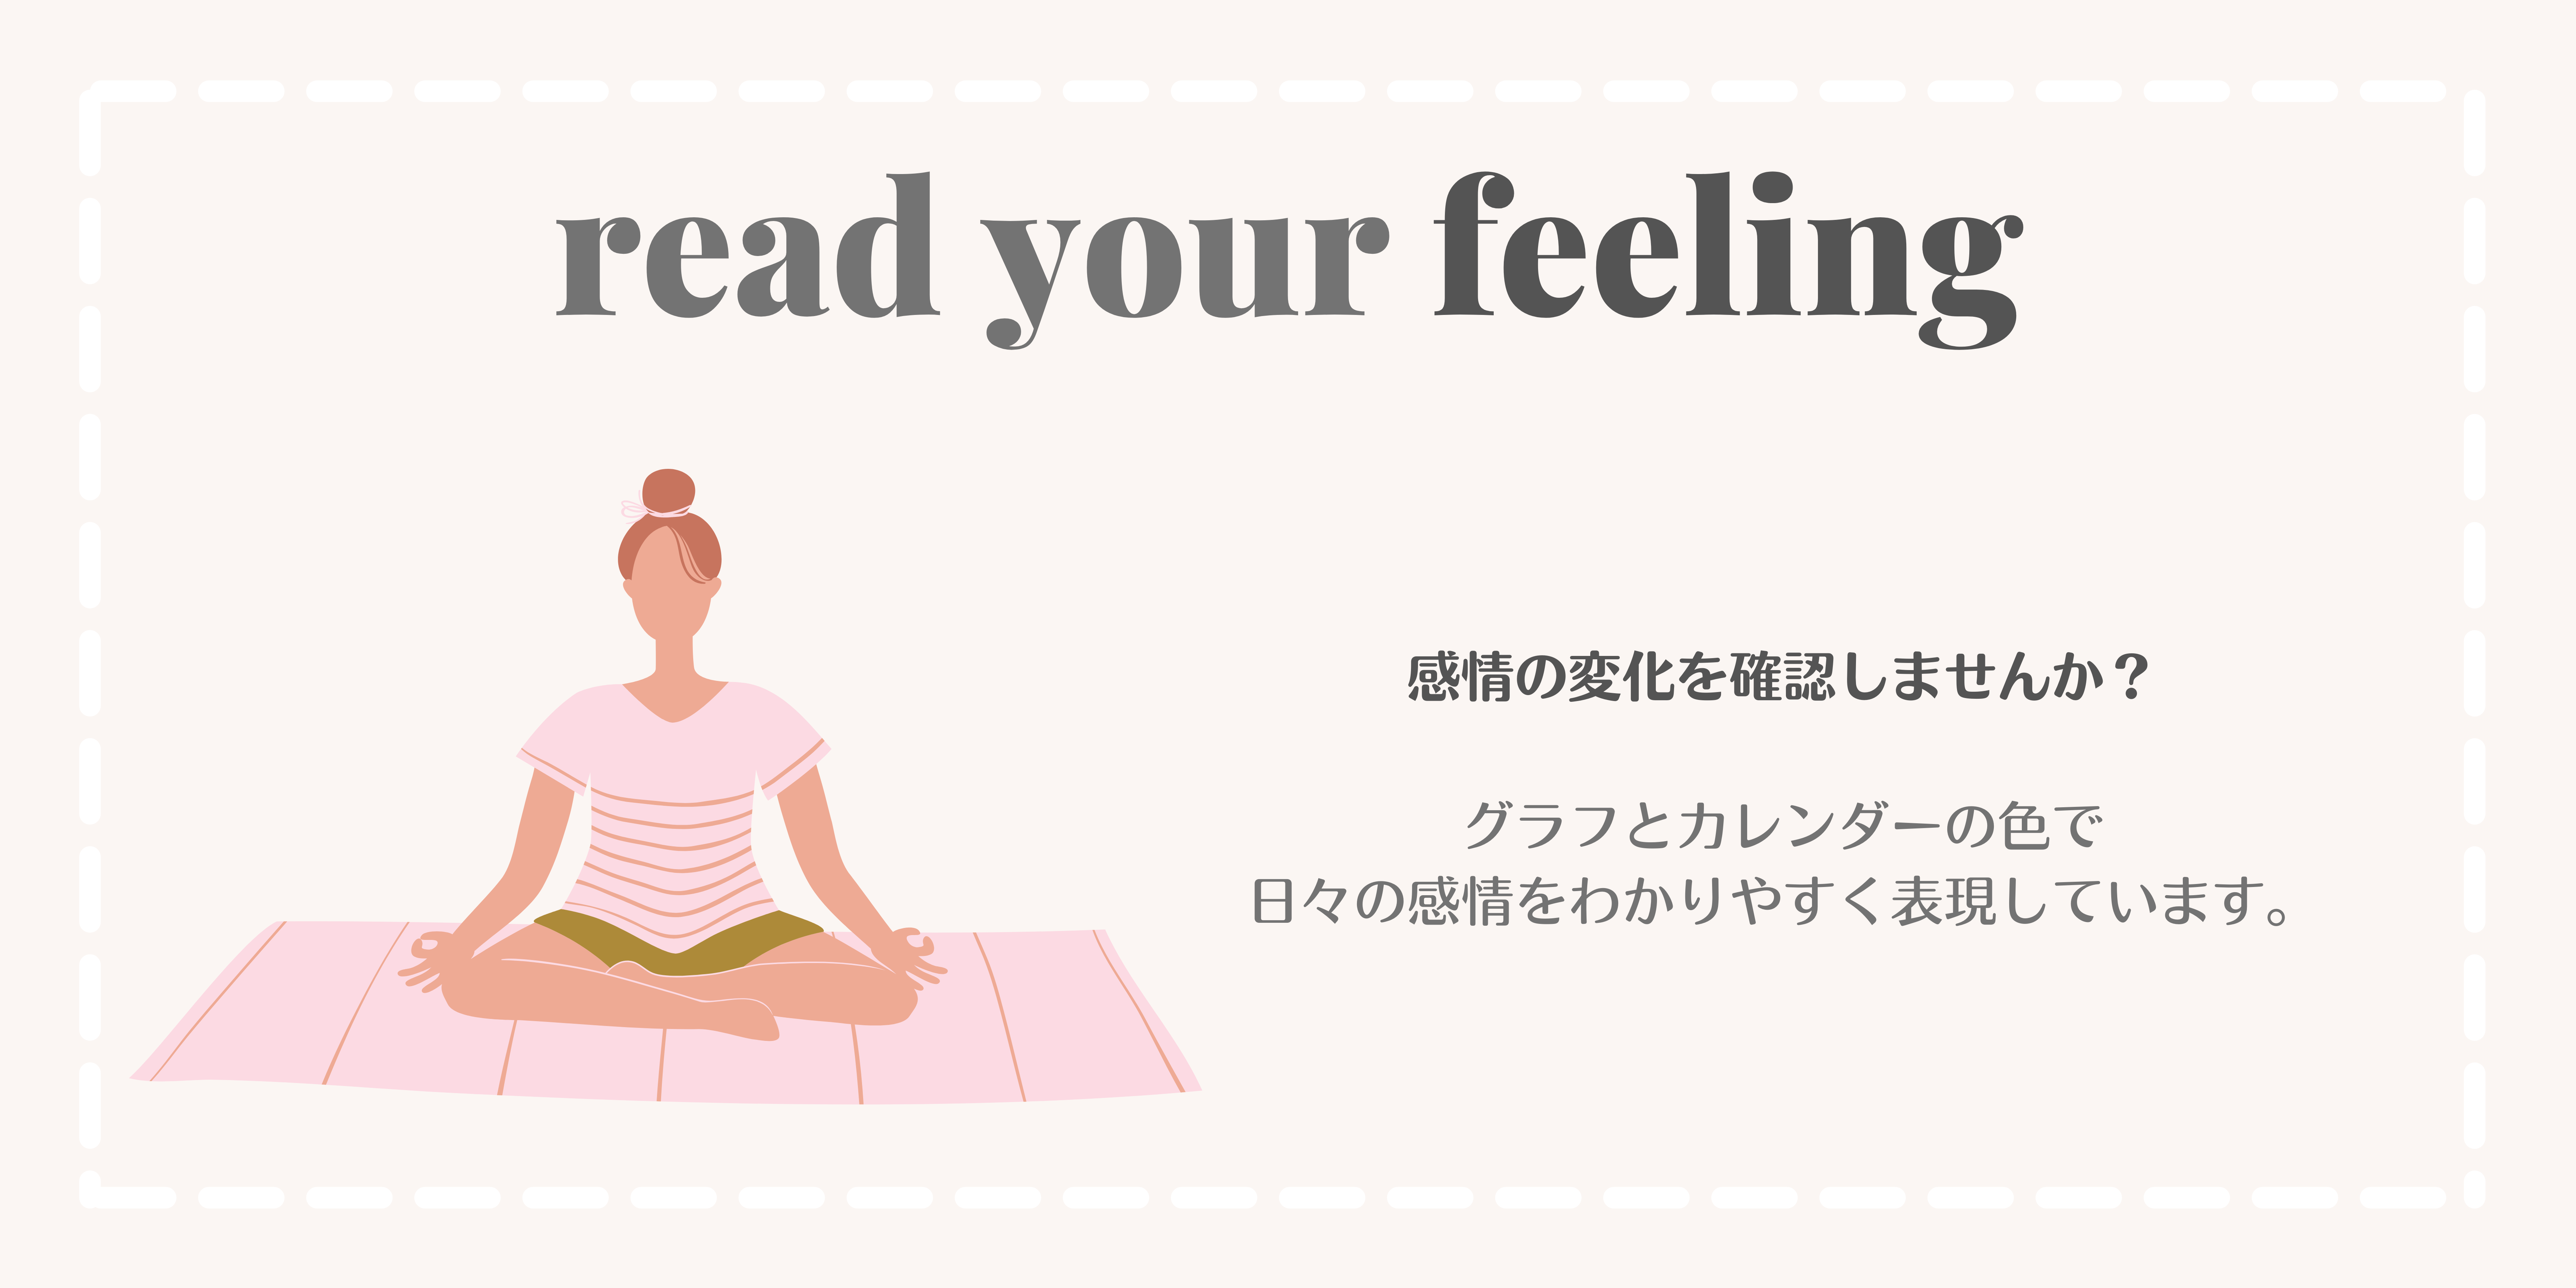 read your feeling
感情の変化を確認しませんか？
グラフとカレンダーの色で
日々の感情をわかりやすく表現しています。